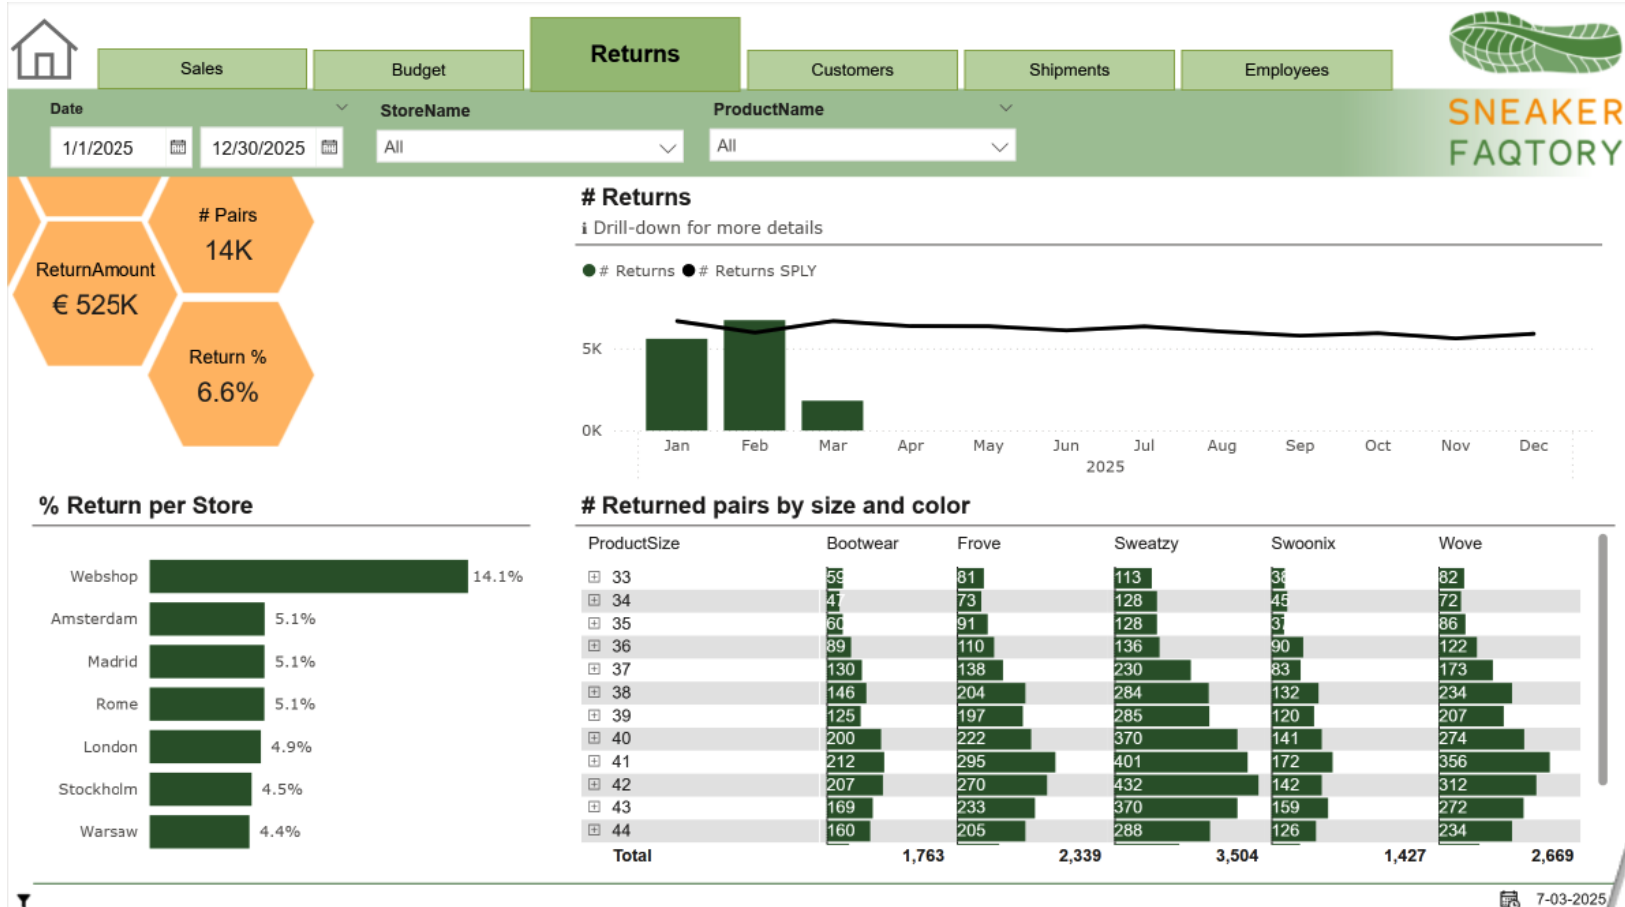 Sales
Budget
Returns
Customers
Shipments
Employees
SNEAKER
FAQTORY
Date
StoreName
ProductName
1/1/2025
12/30/2025
All
All
# Pairs
14K
ReturnAmount
€ 525K
Return %
6.6%
# Returns
i Drill-down for more details
# Returns # Returns SPLY
5K
0K
Jan Feb Mar Apr May Jun Jul Aug Sep Oct Nov Dec
2025
% Return per Store
Webshop 14.1%
Amsterdam 5.1%
Madrid 5.1%
Rome 5.1%
London 4.9%
Stockholm 4.5%
Warsaw 4.4%
# Returned pairs by size and color
ProductSize Bootwear Frove Sweatzy Swoonix Wove
33 59 81 113 38 82
34 47 73 128 45 72
35 60 91 128 37 86
36 89 110 136 90 122
37 130 138 230 83 173
38 146 204 284 132 234
39 125 197 285 120 207
40 200 222 370 141 274
41 212 295 401 172 356
42 207 270 432 142 312
43 169 233 370 159 272
44 160 205 288 126 234
Total 1,763 2,339 3,504 1,427 2,669
7-03-2025